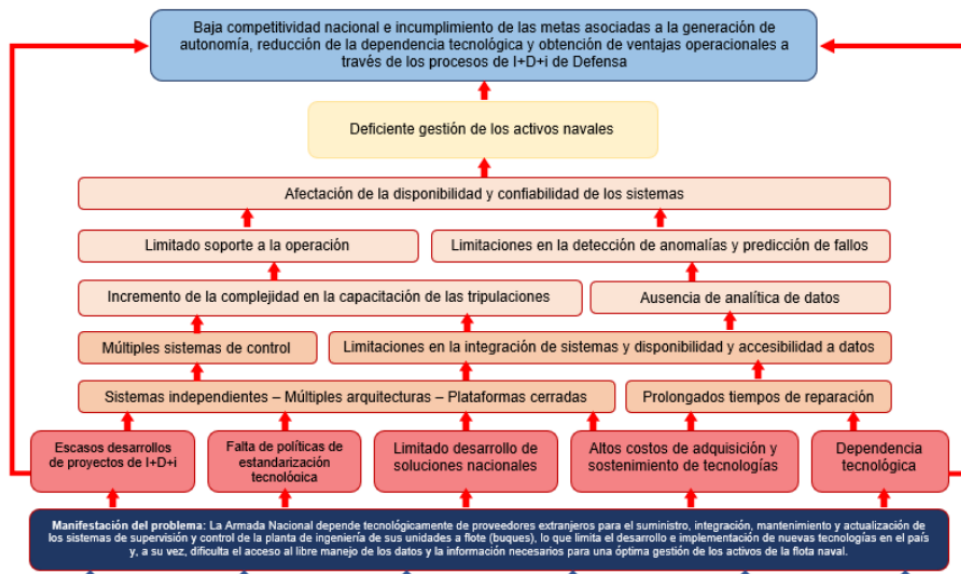 Baja competitividad nacional e incumplimiento de las metas asociadas a la generación de
autonomía, reducción de la dependencia tecnológica y obtención de ventajas operacionales a
través de los procesos de I+D+i de Defensa
Deficiente gestión de los activos navales
Afectación de la disponibilidad y confiabilidad de los sistemas
Limitado soporte a la operación
Limitaciones en la detección de anomalías y predicción de fallos
Incremento de la complejidad en la capacitación de las tripulaciones
Ausencia de analítica de datos
Múltiples sistemas de control
Limitaciones en la integración de sistemas y disponibilidad y accesibilidad a datos
Sistemas independientes – Múltiples arquitecturas – Plataformas cerradas
Prolongados tiempos de reparación
Escasos desarrollos
de proyectos de I+D+i
Falta de políticas de
estandarización
tecnológica
Limitado desarrollo de
soluciones nacionales
Altos costos de adquisición y
sostenimiento de tecnologías
Dependencia
tecnológica
Manifestación del problema: La Armada Nacional depende tecnológicamente de proveedores extranjeros para el suministro, integración, mantenimiento y actualización de
los sistemas de supervisión y control de la planta de ingeniería de sus unidades a flote (buques), lo que limita el desarrollo e implementación de nuevas tecnologías en el país
y, a su vez, dificulta el acceso al libre manejo de los datos y la información necesarios para una óptima gestión de los activos de la flota naval.